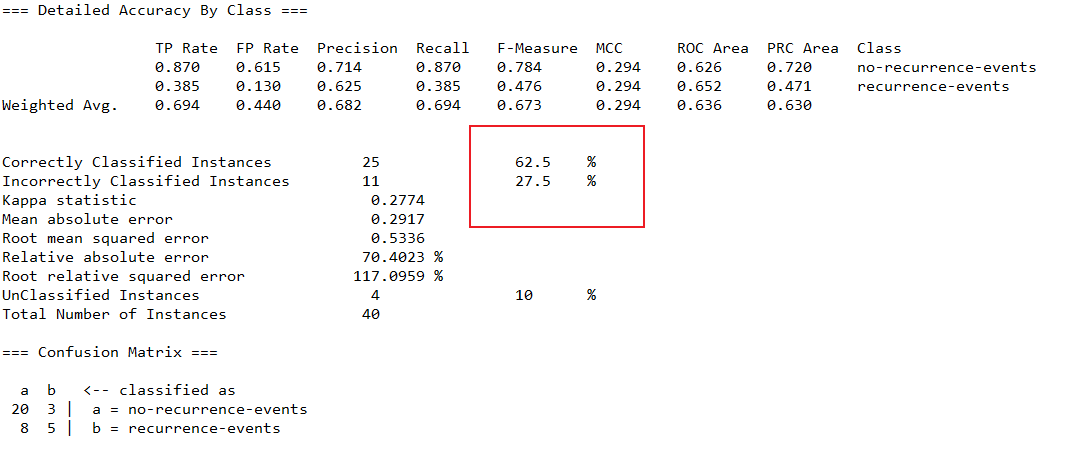 === Detailed Accuracy By Class ===
TP Rate  FP Rate  Precision  Recall   F-Measure  MCC      ROC Area  PRC Area  Class
0.870    0.615    0.714      0.870    0.784      0.294    0.626     0.720     no-recurrence-events
0.385    0.130    0.625      0.385    0.476      0.294    0.652     0.471     recurrence-events
Weighted Avg.    0.694    0.440    0.682      0.694    0.673      0.294    0.636     0.630
Correctly Classified Instances          25               62.5    %
Incorrectly Classified Instances        11               27.5    %
Kappa statistic                          0.2774
Mean absolute error                      0.2917
Root mean squared error                  0.5336
Relative absolute error                 70.4023 %
Root relative squared error            117.0959 %
UnClassified Instances                   4               10      %
Total Number of Instances               40
=== Confusion Matrix ===
a  b   <-- classified as
20  3 |  a = no-recurrence-events
8  5 |  b = recurrence-events